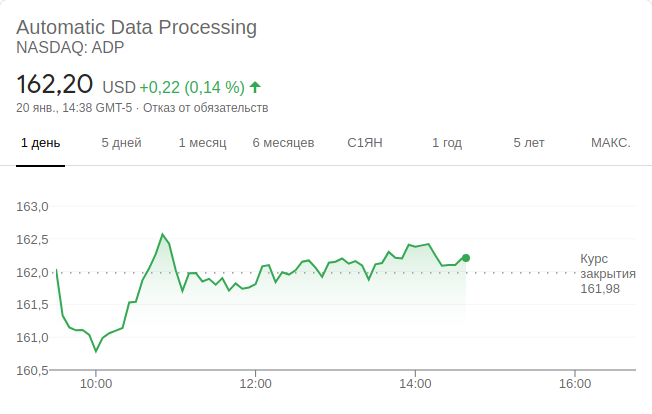 Automatic Data Processing
NASDAQ: ADP
162,20 USD +0,22 (0,14 %)
20 янв., 14:38 GMT-5 · Отказ от обязательств
1 день 5 дней 1 месяц 6 месяцев С1ЯН 1 год 5 лет МАКС.
163,0
162,5
162,0
161,5
161,0
160,5
Курс
закрытия
161,98
10:00 12:00 14:00 16:00